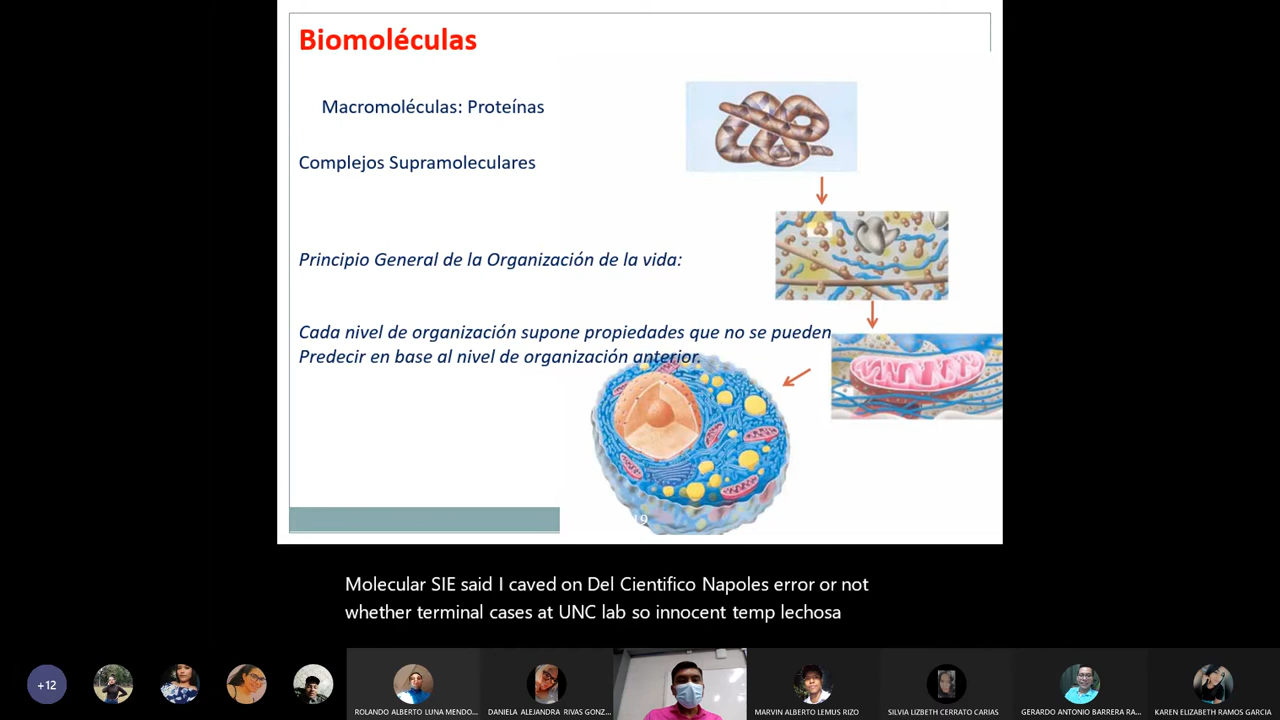 Biomoléculas
Macromoléculas: Proteínas
Complejos Supramoleculares
Principio General de la Organización de la vida:
Cada nivel de organización supone propiedades que no se pueden
Predecir en base al nivel de organización anterior.
19
Molecular SIE said I caved on Del Cientifico Napoles error or not
whether terminal cases at UNC lab so innocent temp lechosa
+12
ROLANDO ALBERTO LUNA MENDO...
DANIELA ALEJANDRA RIVAS GONZ...
MARVIN ALBERTO LEMUS RIZO
SILVIA LIZBETH CERRATO CARIAS
GERARDO ANTONIO BARRERA RA...
KAREN ELIZABETH RAMOS GARCIA